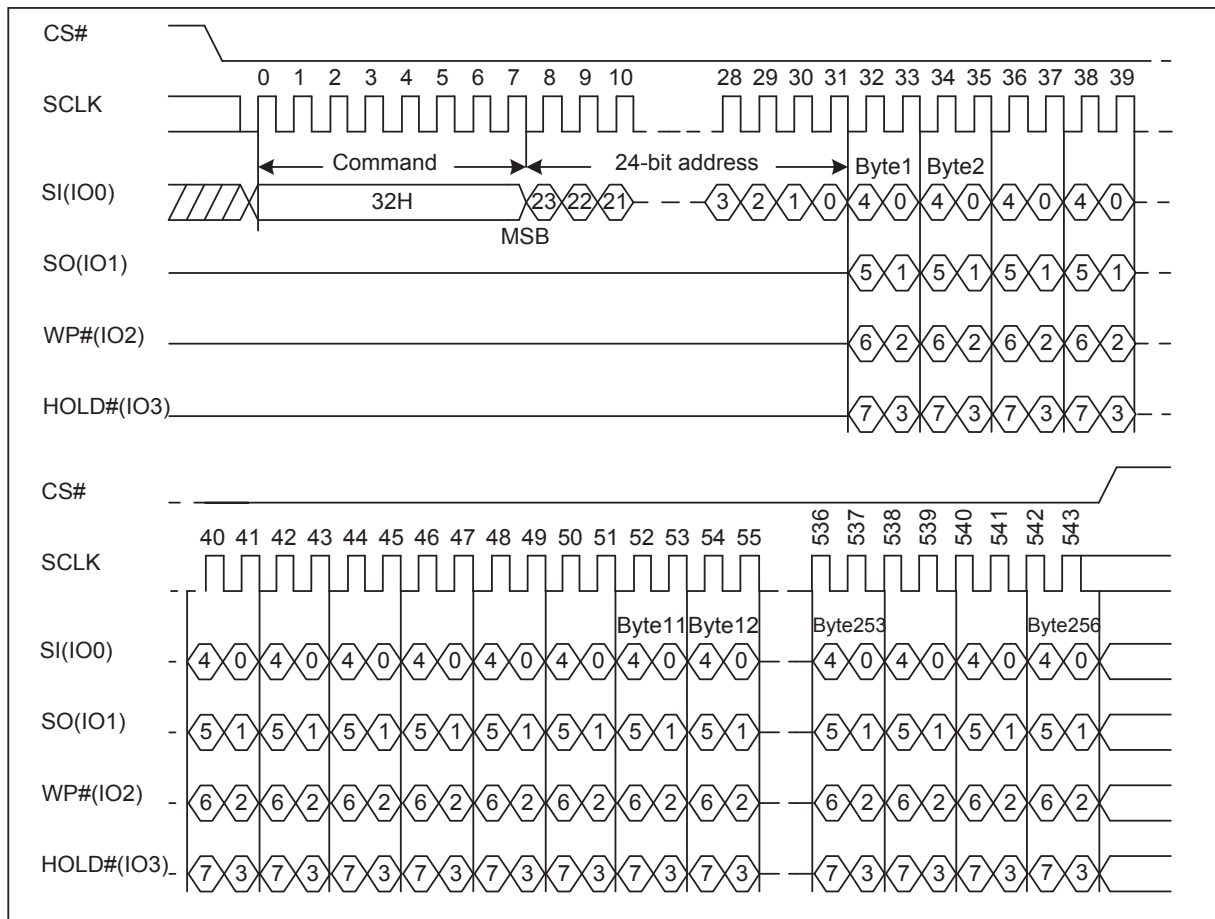 CS#
0 1 2 3 4 5 6 7 8 9 10 28 29 30 31 32 33 34 35 36 37 38 39
SCLK
Command 24-bit address Byte1 Byte2
SI(IO0) 32H 23 22 21 3 2 1 0 4 0 4 0 4 0 4 0
MSB
SO(IO1) 5 1 5 1 5 1 5 1
WP#(IO2) 6 2 6 2 6 2 6 2
HOLD#(IO3) 7 3 7 3 7 3 7 3
CS#
40 41 42 43 44 45 46 47 48 49 50 51 52 53 54 55 536 537 538 539 540 541 542 543
SCLK
Byte11 Byte12 Byte253 Byte256
SI(IO0) 4 0 4 0 4 0 4 0 4 0 4 0 4 0 4 0 4 0 4 0 4 0 4 0
SO(IO1) 5 1 5 1 5 1 5 1 5 1 5 1 5 1 5 1 5 1 5 1 5 1 5 1
WP#(IO2) 6 2 6 2 6 2 6 2 6 2 6 2 6 2 6 2 6 2 6 2 6 2 6 2
HOLD#(IO3) 7 3 7 3 7 3 7 3 7 3 7 3 7 3 7 3 7 3 7 3 7 3 7 3